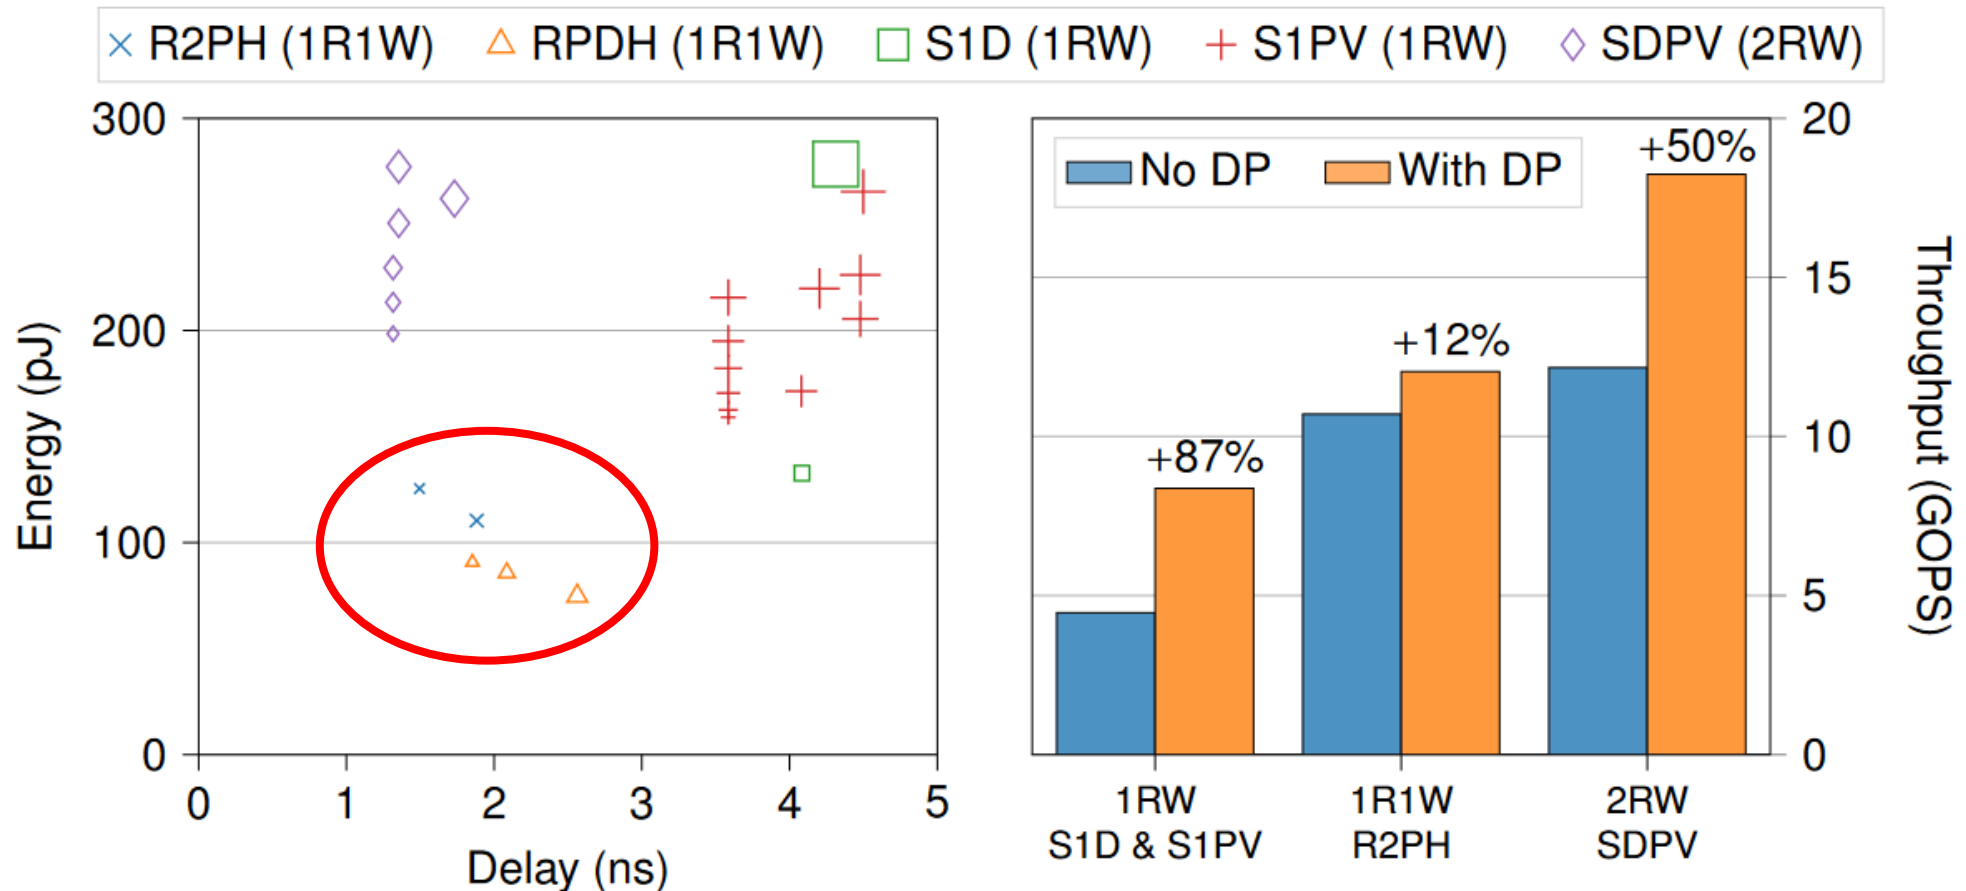 R2PH (1R1W) RPDH (1R1W) S1D (1RW) S1PV (1RW) SDPV (2RW)
300
200
100
0
Energy (pJ)
0 1 2 3 4 5
Delay (ns)
No DP With DP
+87%
+12%
+50%
20
15
10
5
0
Throughput (GOPS)
1RW 1R1W 2RW
S1D & S1PV R2PH SDPV